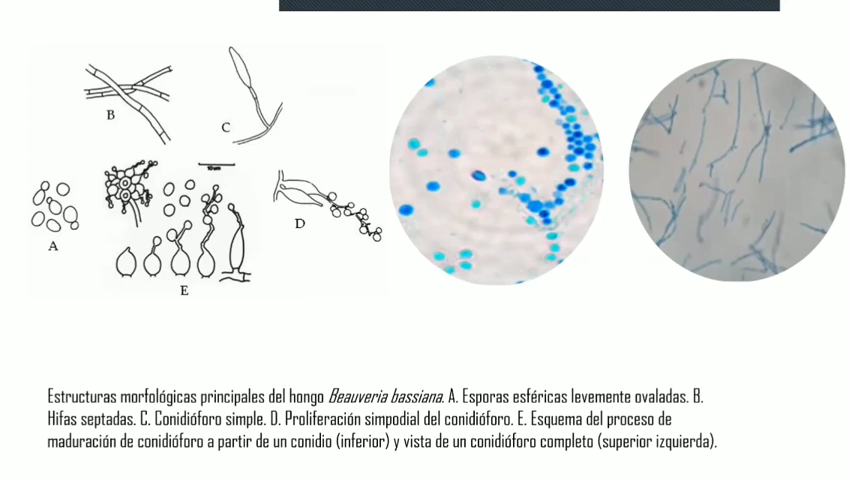 B
C
10 um
A
D
E
Estructuras morfológicas principales del hongo Beauveria bassiana. A. Esporas esféricas levemente ovaladas. B.
Hifas septadas. C. Conidióforo simple. D. Proliferación simpodial del conidióforo. E. Esquema del proceso de
maduración de conidióforo a partir de un conidio (inferior) y vista de un conidióforo completo (superior izquierda).